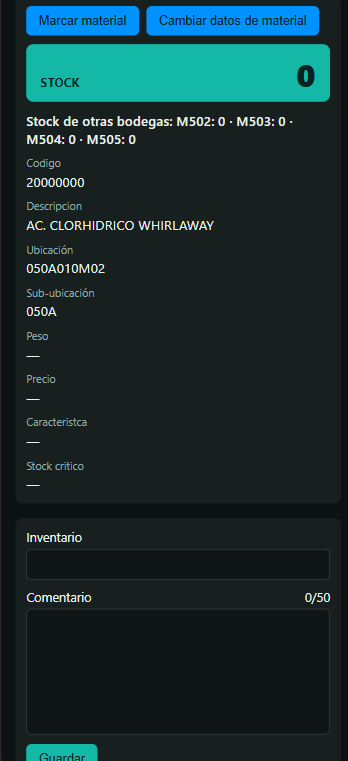 Marcar material Cambiar datos de material
STOCK 0
Stock de otras bodegas: M502: 0 · M503: 0 ·
M504: 0 · M505: 0
Codigo
20000000
Descripcion
AC. CLORHIDRICO WHIRLAWAY
Ubicación
050A010M02
Sub-ubicación
050A
Peso
—
Precio
—
Caracteristca
—
Stock critico
—
Inventario
Comentario 0/50
Guardar